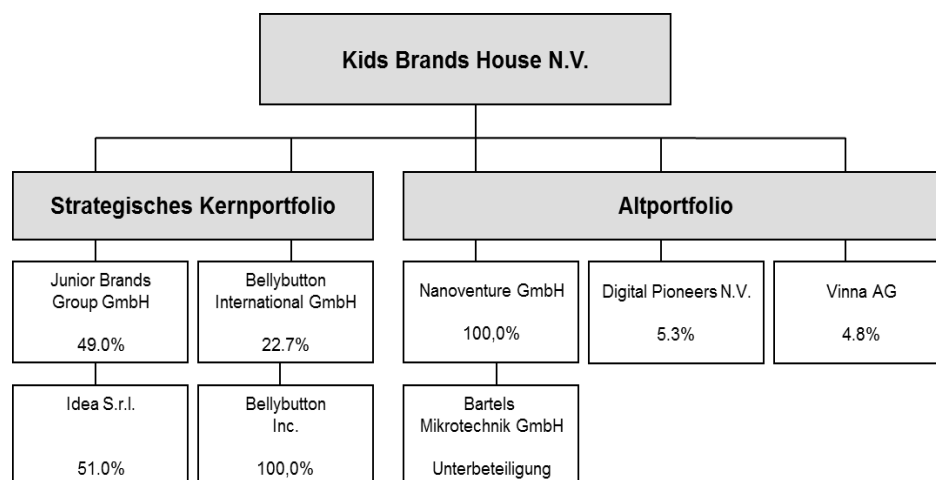 Kids Brands House N.V.
Strategisches Kernportfolio
Altportfolio
Junior Brands
Group GmbH
49.0%
Bellybutton
International GmbH
22.7%
Nanoventure GmbH
100,0%
Digital Pioneers N.V.
5.3%
Vinna AG
4.8%
Idea S.r.l.
51.0%
Bellybutton
Inc.
100,0%
Bartels
Mikrotechnik GmbH
Unterbeteiligung